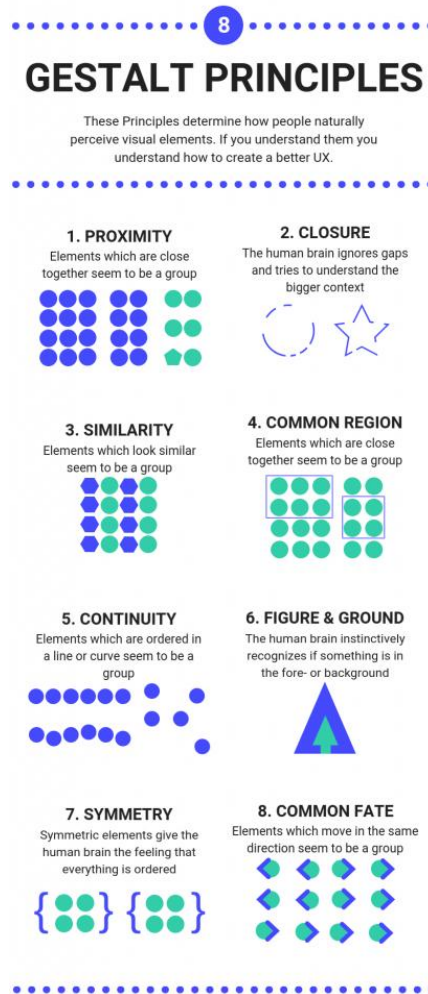 8
GESTALT PRINCIPLES
These Principles determine how people naturally
perceive visual elements. If you understand them you
understand how to create a better UX.
1. PROXIMITY
Elements which are close
together seem to be a group
2. CLOSURE
The human brain ignores gaps
and tries to understand the
bigger context
3. SIMILARITY
Elements which look similar
seem to be a group
4. COMMON REGION
Elements which are close
together seem to be a group
5. CONTINUITY
Elements which are ordered in
a line or curve seem to be a
group
6. FIGURE & GROUND
The human brain instinctively
recognizes if something is in
the fore- or background
7. SYMMETRY
Symmetric elements give the
human brain the feeling that
everything is ordered
8. COMMON FATE
Elements which move in the same
direction seem to be a group